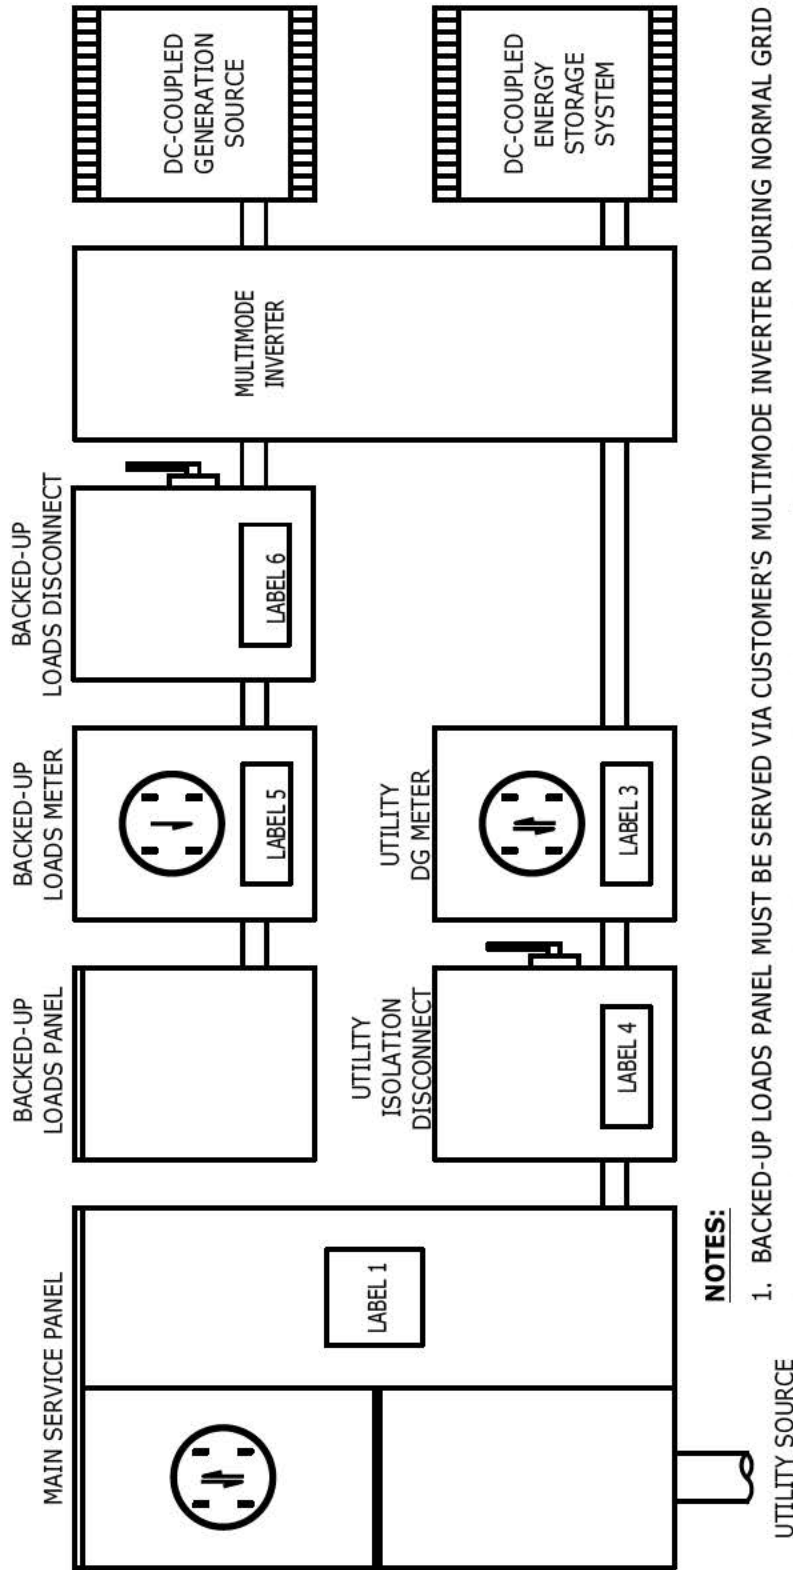 MAIN SERVICE PANEL
LABEL 1
UTILITY SOURCE
BACKED-UP
LOADS PANEL
BACKED-UP
LOADS METER
LABEL 5
BACKED-UP
LOADS DISCONNECT
LABEL 6
UTILITY
ISOLATION
DISCONNECT
LABEL 4
UTILITY
DG METER
LABEL 3
MULTIMODE
INVERTER
DC-COUPLED
GENERATION
SOURCE
DC-COUPLED
ENERGY
STORAGE
SYSTEM
NOTES:
1. BACKED-UP LOADS PANEL MUST BE SERVED VIA CUSTOMER'S MULTIMODE INVERTER DURING NORMAL GRID